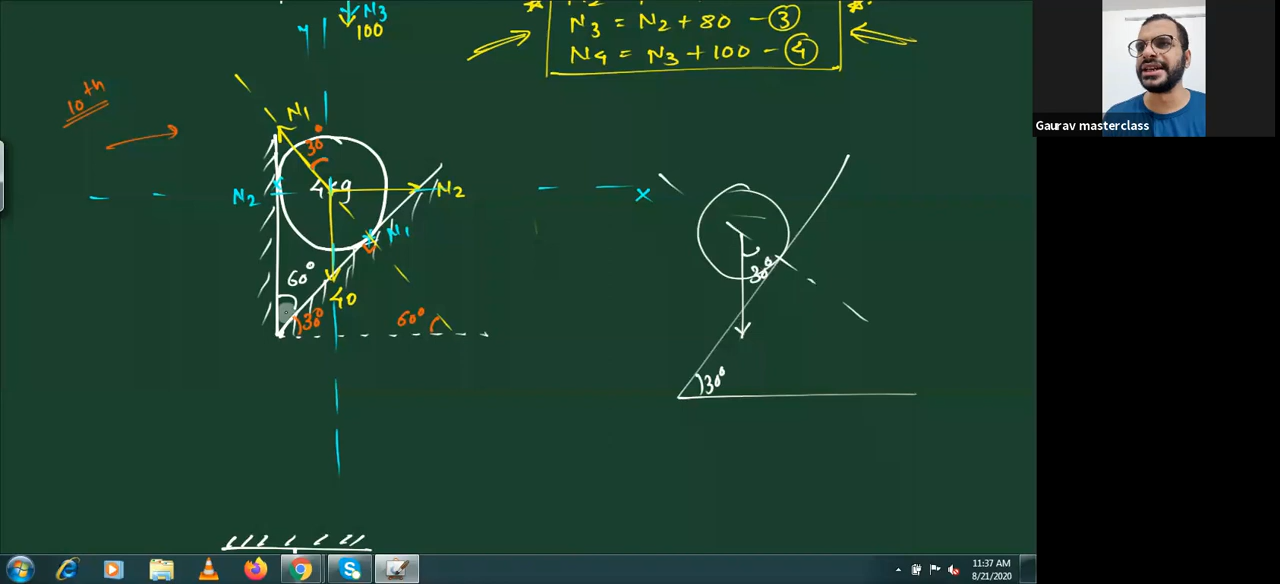 N3
100
y
N3 = N2 + 80 - 3
N4 = N3 + 100 - 4
10th
N1
30°
4kg
N2
N2
N1
60°
40
30°
60°
x
30°
30°
Gaurav masterclass
11:37 AM
8/21/2020